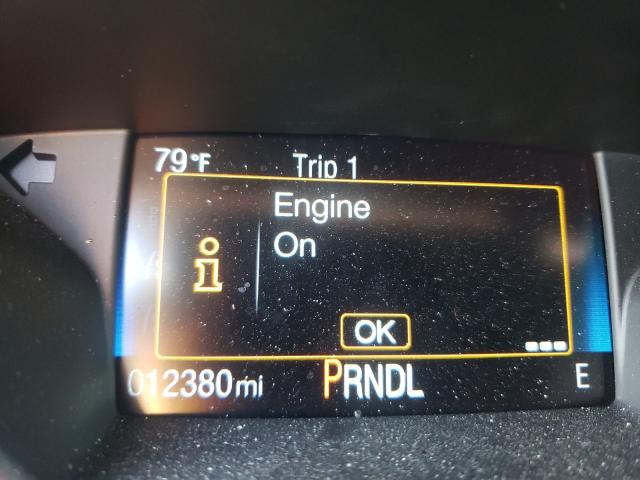 79°F Trip 1
Engine
On
OK
012380mi PRNDL E